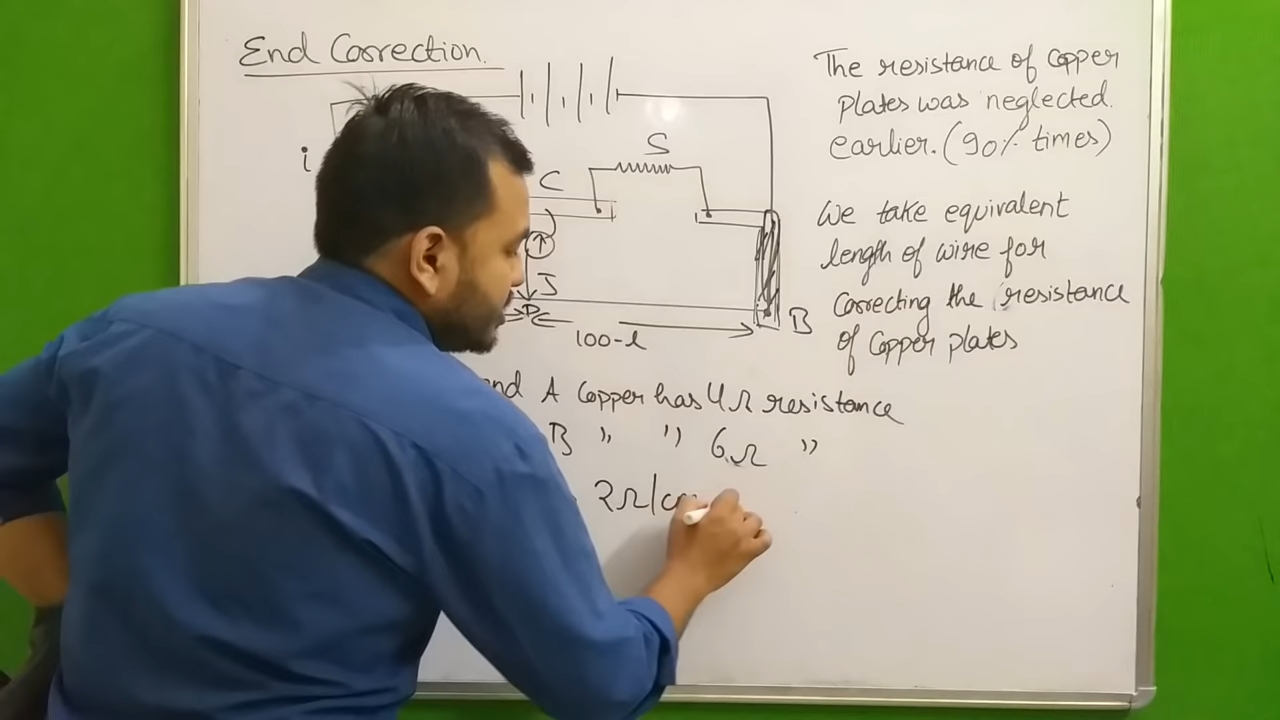 End Correction.
The resistance of copper
plates was neglected.
earlier. (90% times)
i
S
C
We take equivalent
length of wire for
correcting the resistance
of copper plates
J
P
B
100-l
A copper has 4Ω resistance
B " " 6Ω "
2Ω/cm